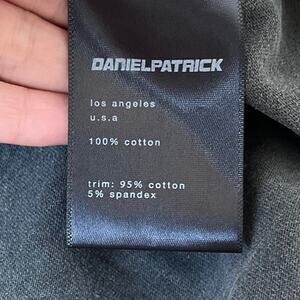 DANIELPATRICK
los angeles
u.s.a
100% cotton
trim: 95% cotton
5% spandex